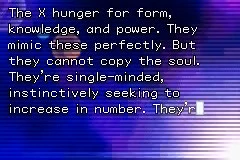 The X hunger for form,
knowledge, and power. They
mimic these perfectly. But
they cannot copy the soul.
They're single-minded,
instinctively seeking to
increase in number. They'r